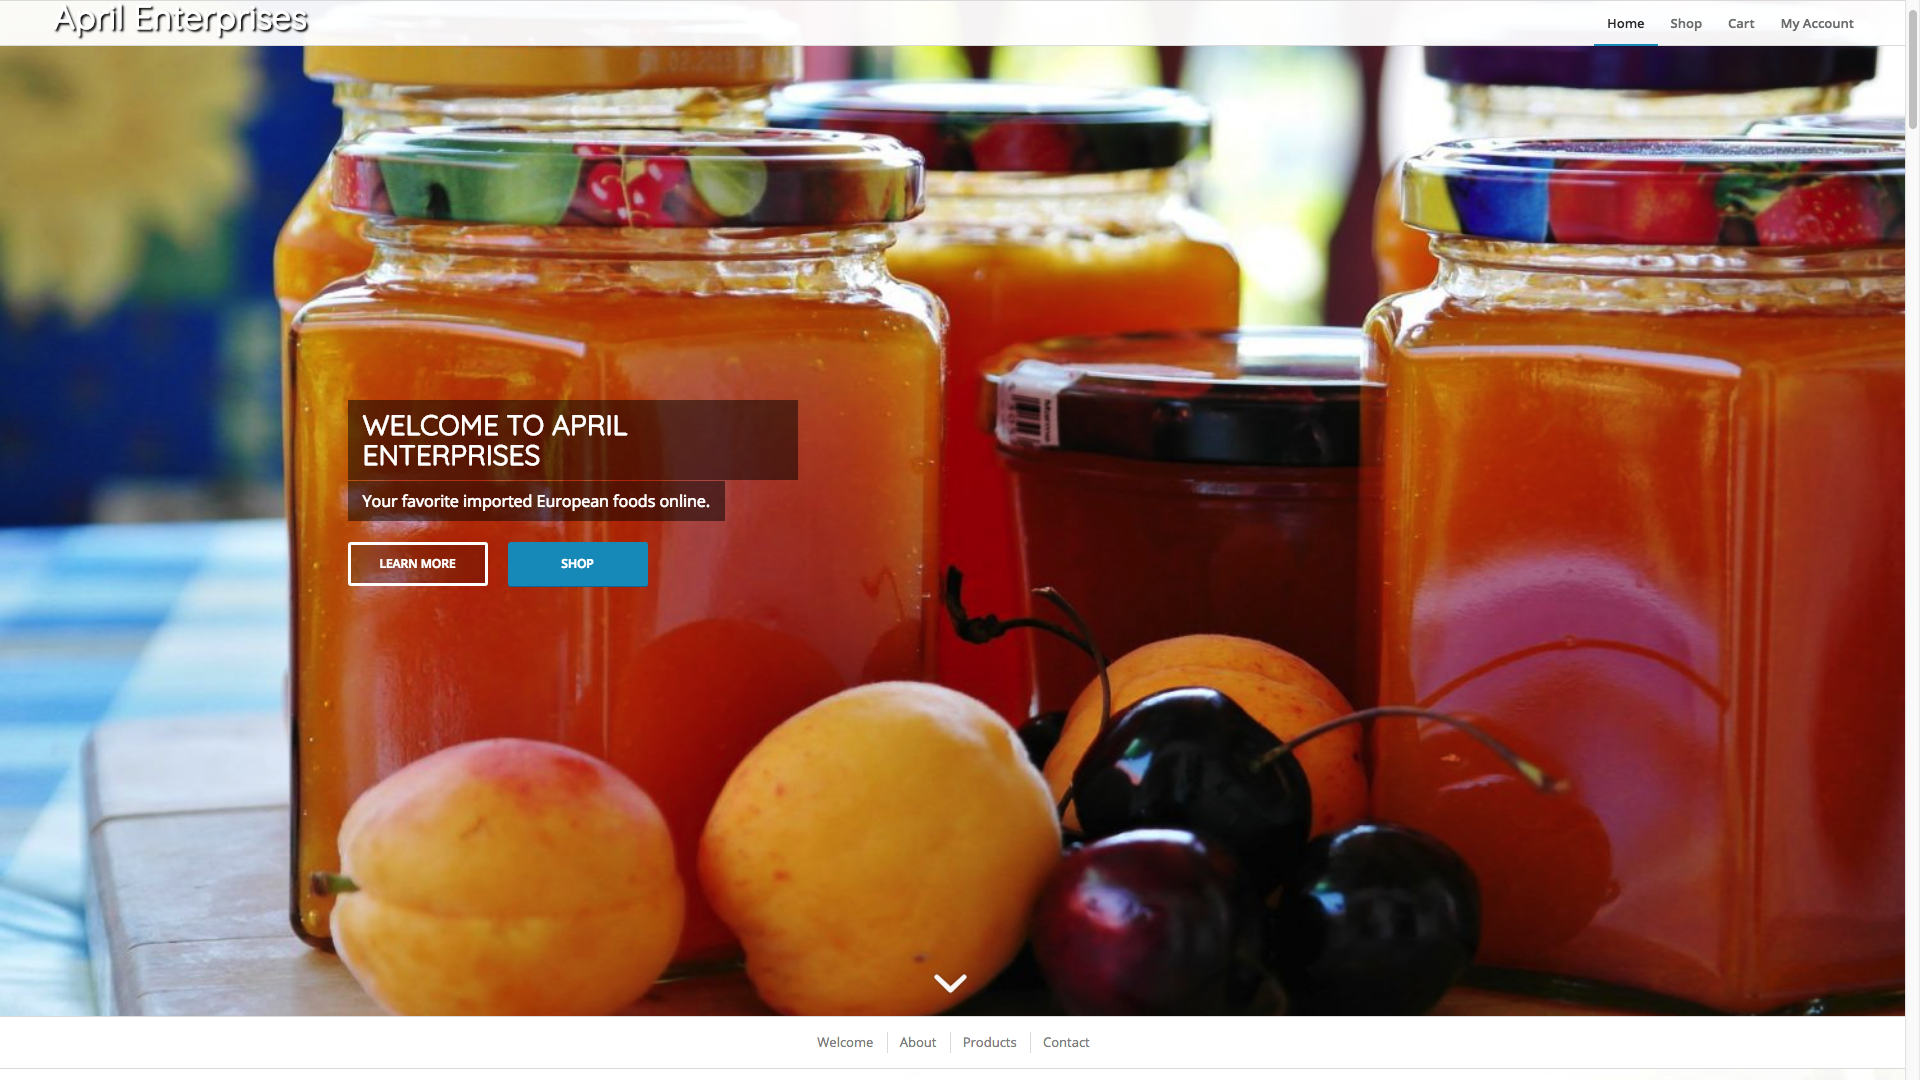 April Enterprises
Home
Shop
Cart
My Account
WELCOME TO APRIL
ENTERPRISES
Your favorite imported European foods online.
LEARN MORE
SHOP
Welcome
About
Products
Contact